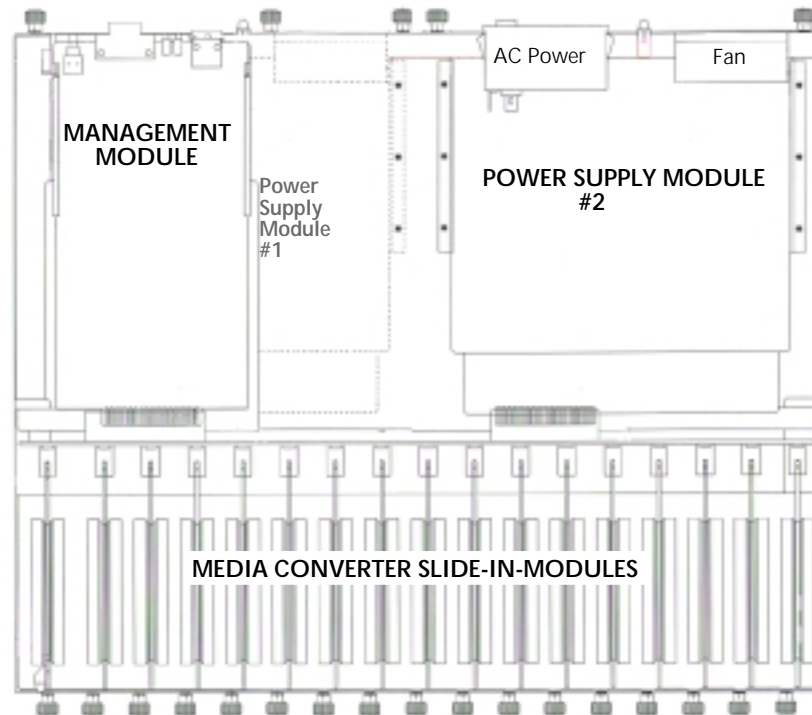 AC Power
Fan
MANAGEMENT
MODULE
Power
Supply
Module
#1
POWER SUPPLY MODULE
#2
MEDIA CONVERTER SLIDE-IN-MODULES